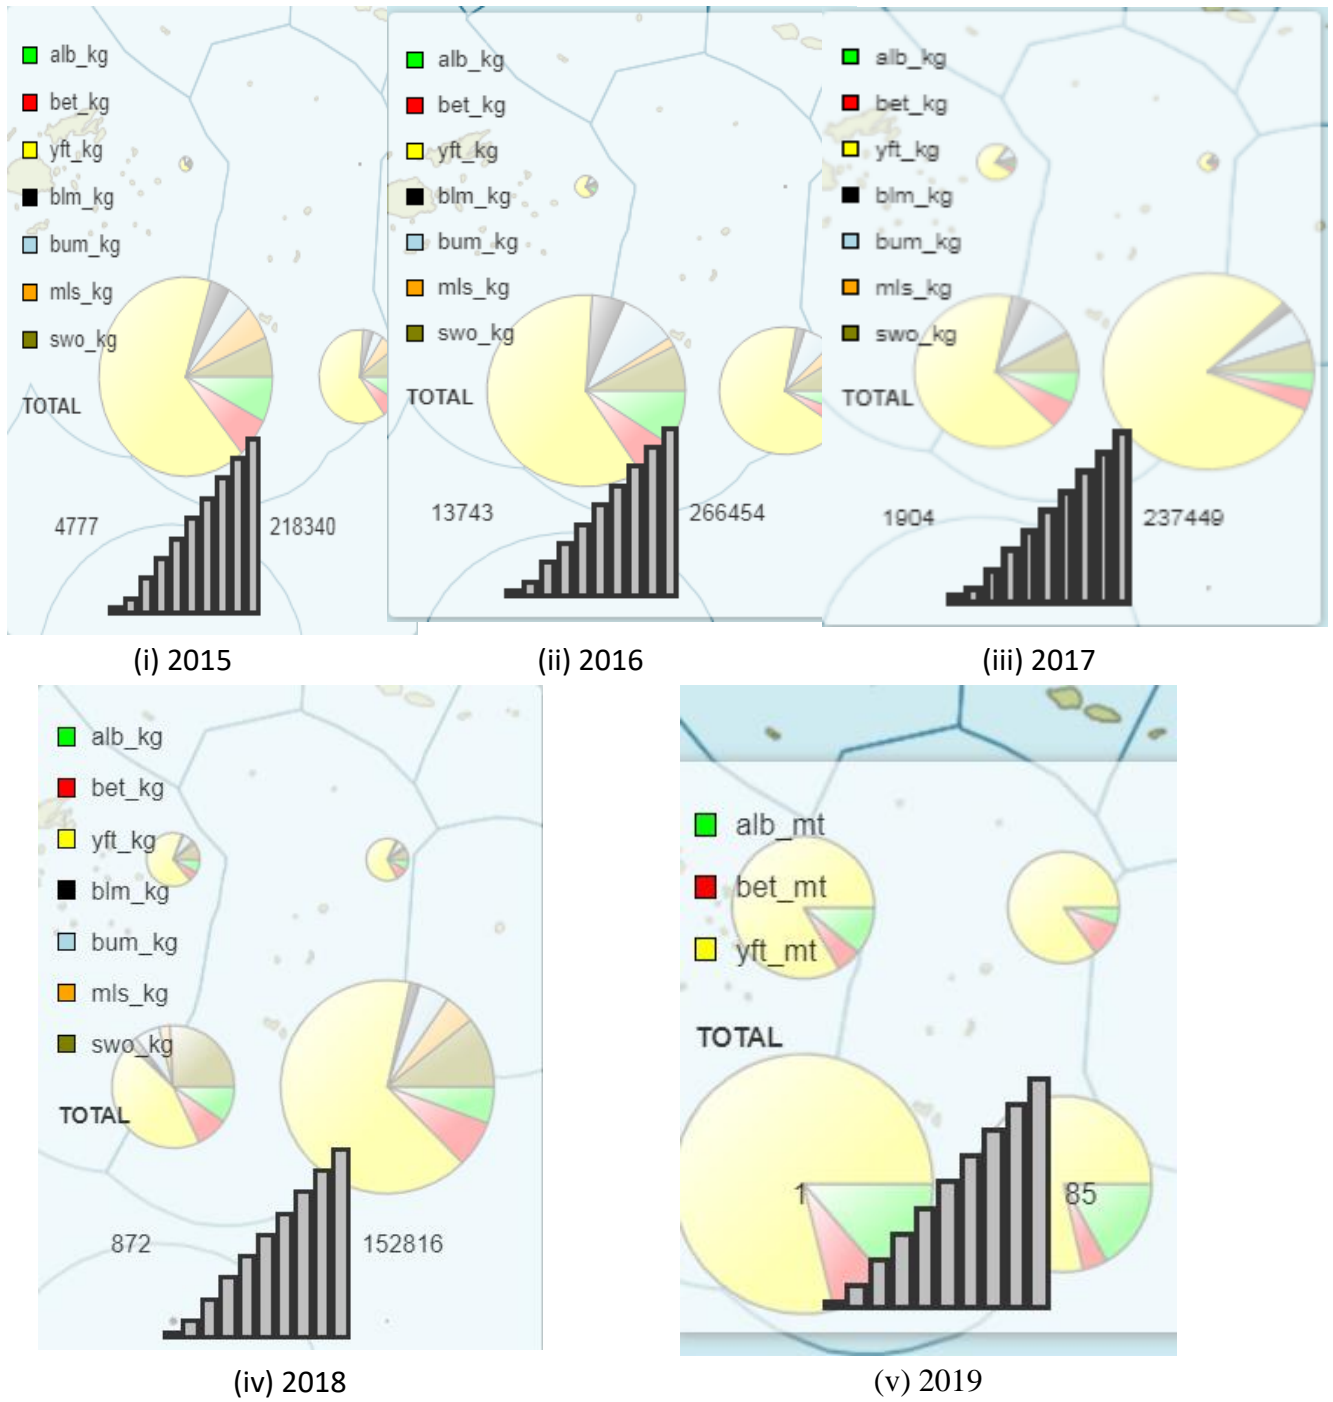 alb_kg
bet_kg
yft_kg
blm_kg
bum_kg
mls_kg
swo_kg
TOTAL
4777
218340
alb_kg
bet_kg
yft_kg
blm_kg
bum_kg
mls_kg
swo_kg
TOTAL
13743
266454
alb_kg
bet_kg
yft_kg
blm_kg
bum_kg
mls_kg
swo_kg
TOTAL
1904
237449
(i) 2015
(ii) 2016
(iii) 2017
alb_kg
bet_kg
yft_kg
blm_kg
bum_kg
mls_kg
swo_kg
TOTAL
872
152816
alb_mt
bet_mt
yft_mt
TOTAL
1
85
(iv) 2018
(v) 2019